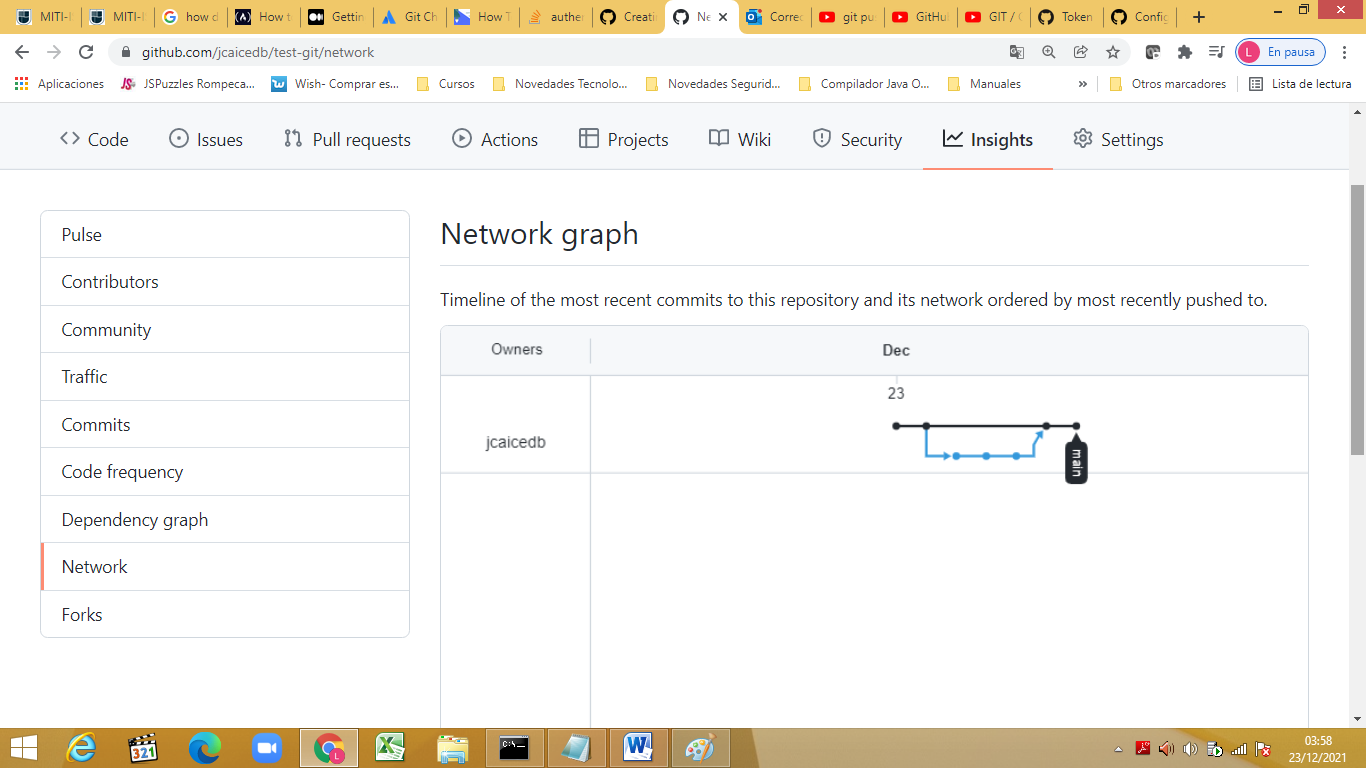 MITI-I
MITI-I
how d
How t
Gettin
Git Ch
How T
auther
Creatin
Ne
Correc
git pu
GitHu
GIT / G
Token
Config
github.com/jcaicedb/test-git/network
L
En pausa
Aplicaciones
JSPuzzles Rompeca...
Wish- Comprar es...
Cursos
Novedades Tecnolo...
Novedades Segurid...
Compilador Java O...
Manuales
»
Otros marcadores
Lista de lectura
Code
Issues
Pull requests
Actions
Projects
Wiki
Security
Insights
Settings
Pulse
Contributors
Community
Traffic
Commits
Code frequency
Dependency graph
Network
Forks
Network graph
Timeline of the most recent commits to this repository and its network ordered by most recently pushed to.
Owners
Dec
23
jcaicedb
main
321
L
C:\
03:58
23/12/2021